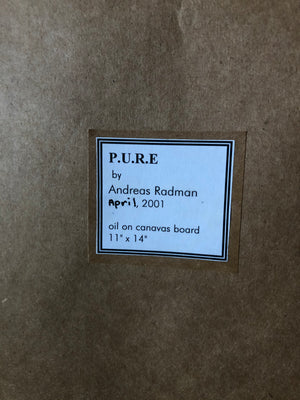 P.U.R.E
by
Andreas Radman
April, 2001
oil on canavas board
11" x 14"